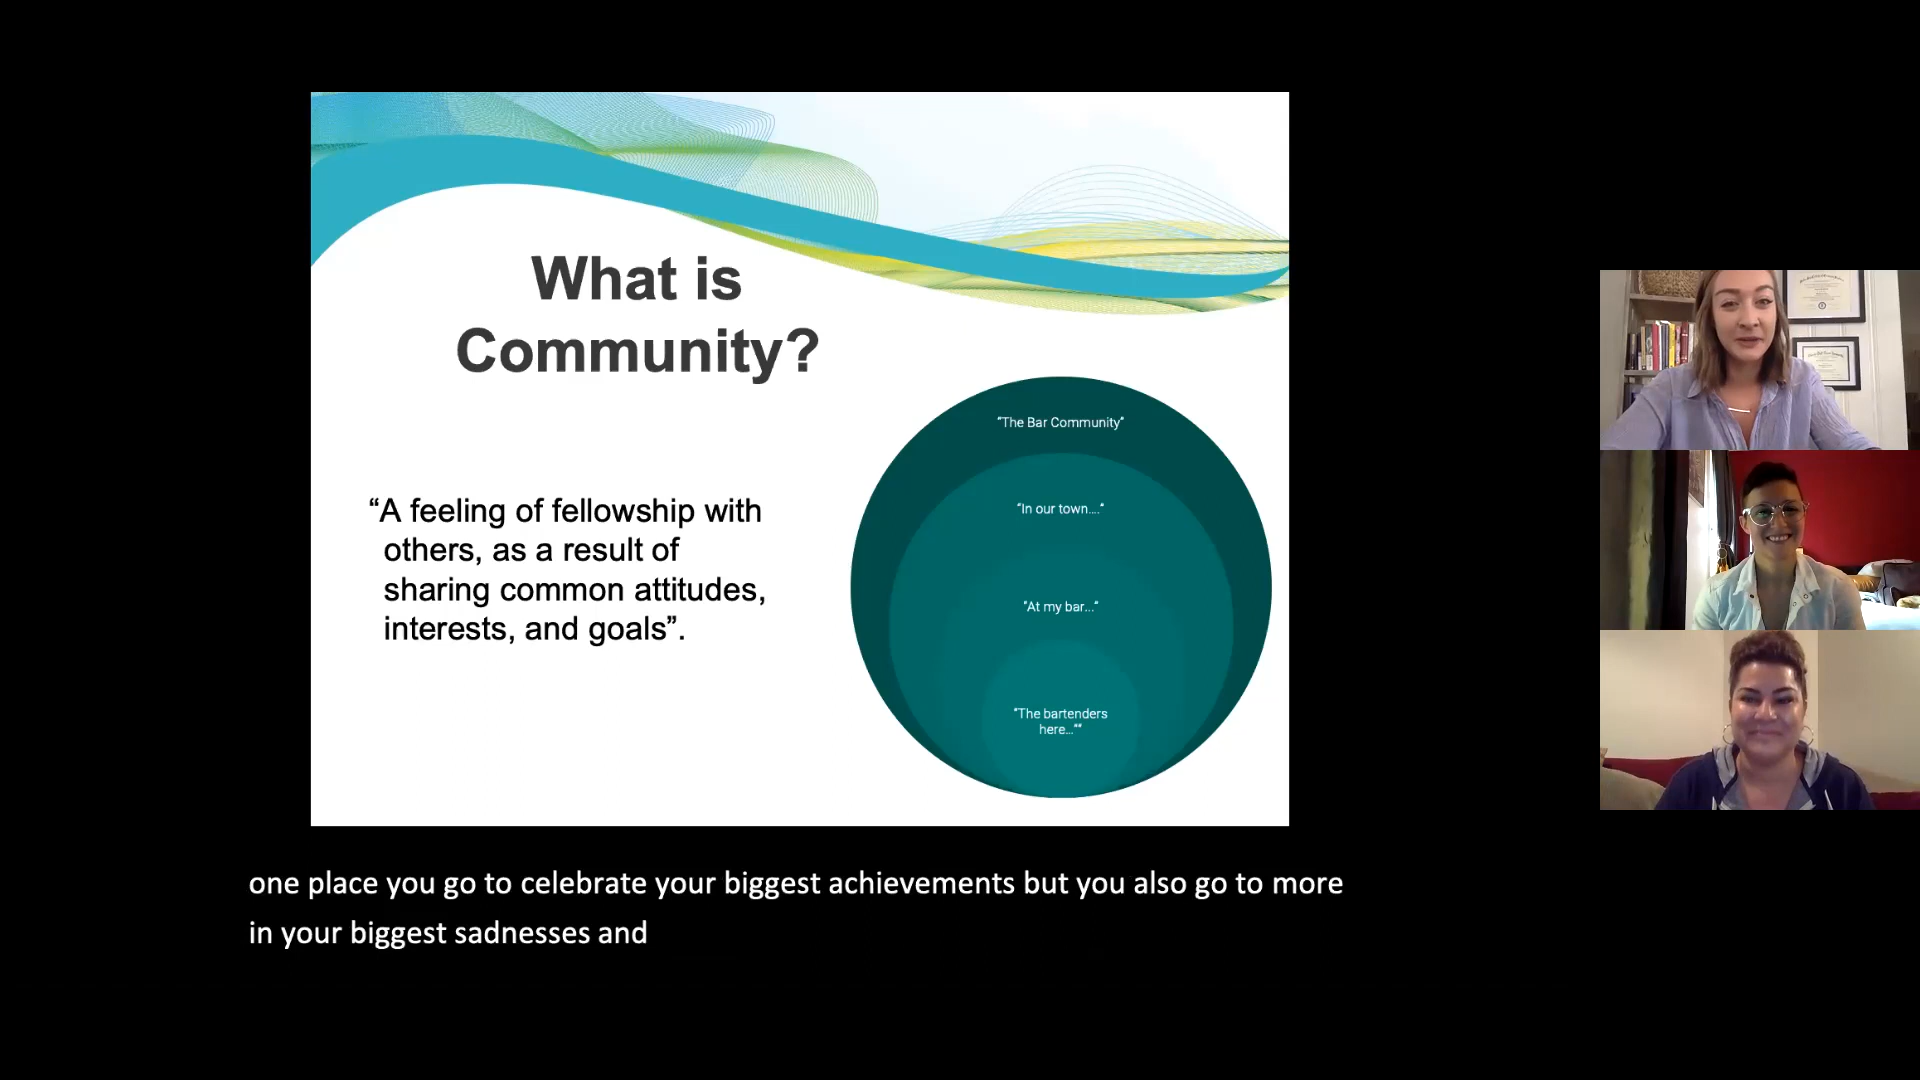 What is
Community?
“A feeling of fellowship with
others, as a result of
sharing common attitudes,
interests, and goals”.
“The Bar Community”
“In our town....”
“At my bar...”
“The bartenders
here...””
one place you go to celebrate your biggest achievements but you also go to more
in your biggest sadnesses and